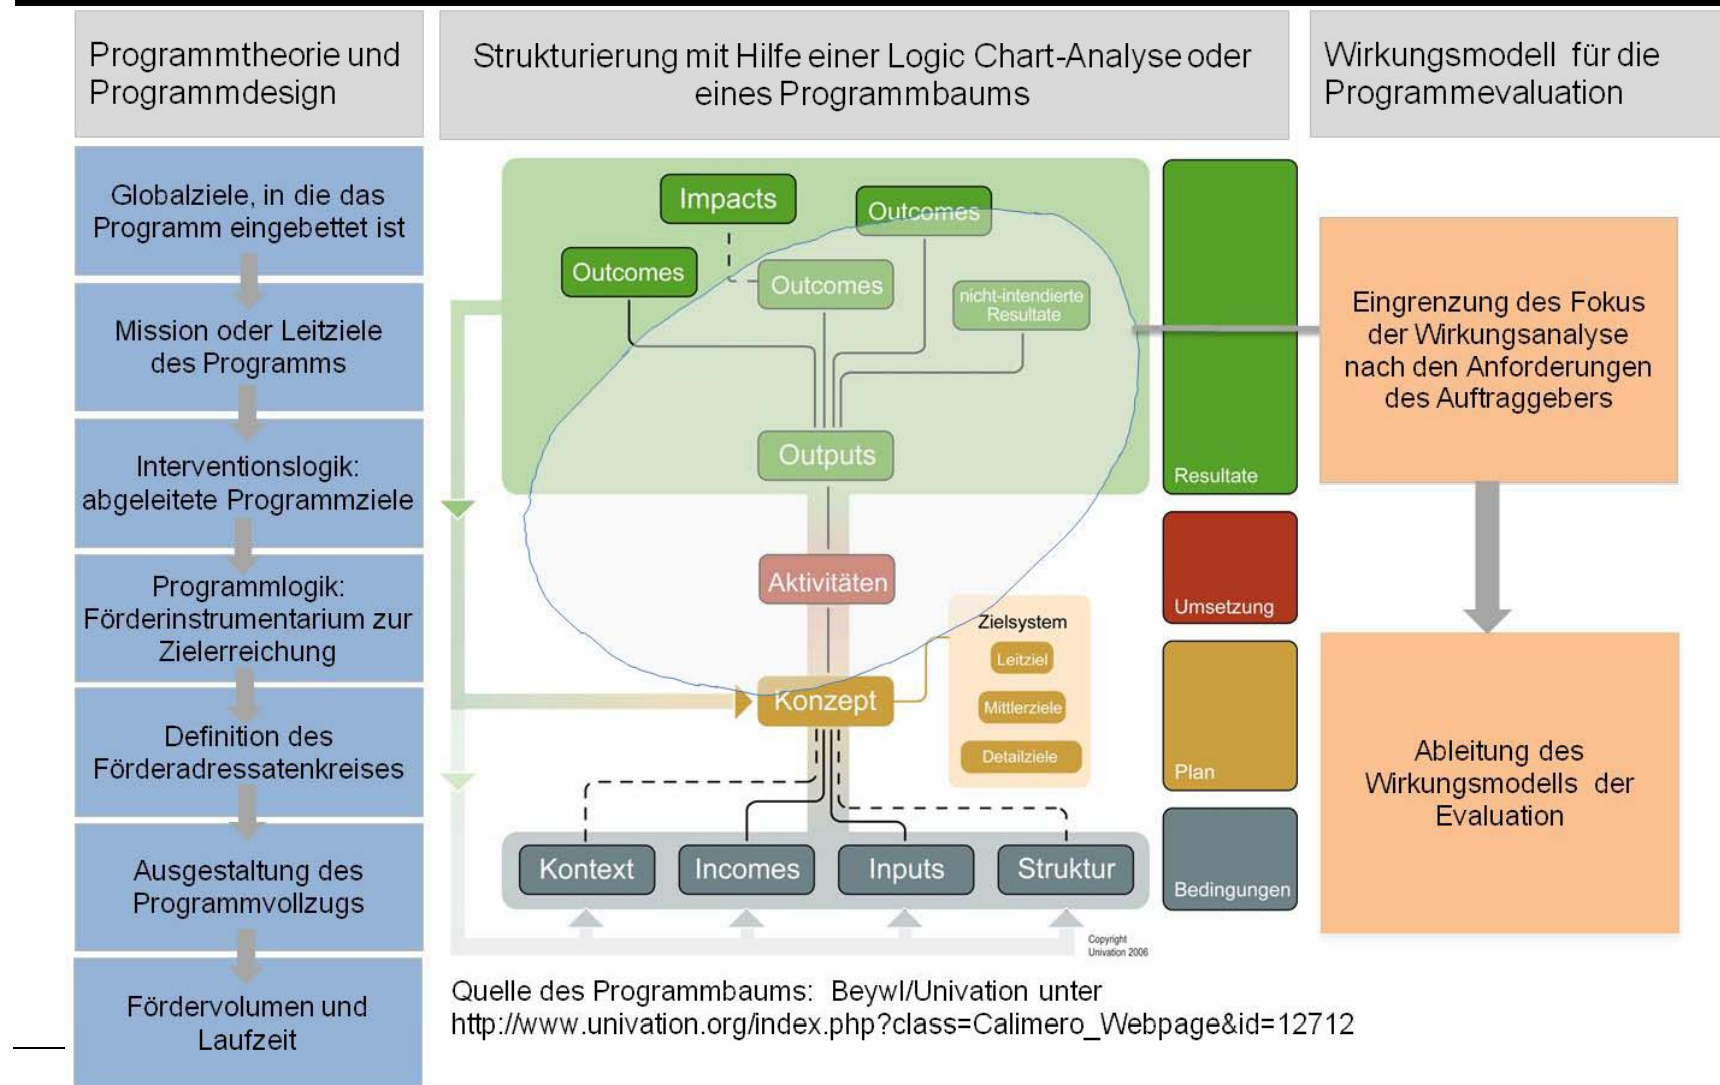 Programmtheorie und
Programmdesign
Strukturierung mit Hilfe einer Logic Chart-Analyse oder
eines Programmbaums
Wirkungsmodell für die
Programmevaluation
Globalziele, in die das
Programm eingebettet ist
Mission oder Leitziele
des Programms
Interventionslogik:
abgeleitete Programmziele
Programmlogik:
Förderinstrumentarium zur
Zielerreichung
Definition des
Förderadressatenkreises
Ausgestaltung des
Programmvollzugs
Fördervolumen und
Laufzeit
Impacts
Outcomes
Outcomes
Outcomes
nicht-intendierte
Resultate
Outputs
Aktivitäten
Konzept
Zielsystem
Leitziel
Mittlerziele
Detailziele
Kontext
Incomes
Inputs
Struktur
Copyright
Univation 2006
Resultate
Umsetzung
Plan
Bedingungen
Quelle des Programmbaums: Beywl/Univation unter
http://www.univation.org/index.php?class=Calimero_Webpage&id=12712
Eingrenzung des Fokus
der Wirkungsanalyse
nach den Anforderungen
des Auftraggebers
Ableitung des
Wirkungsmodells der
Evaluation